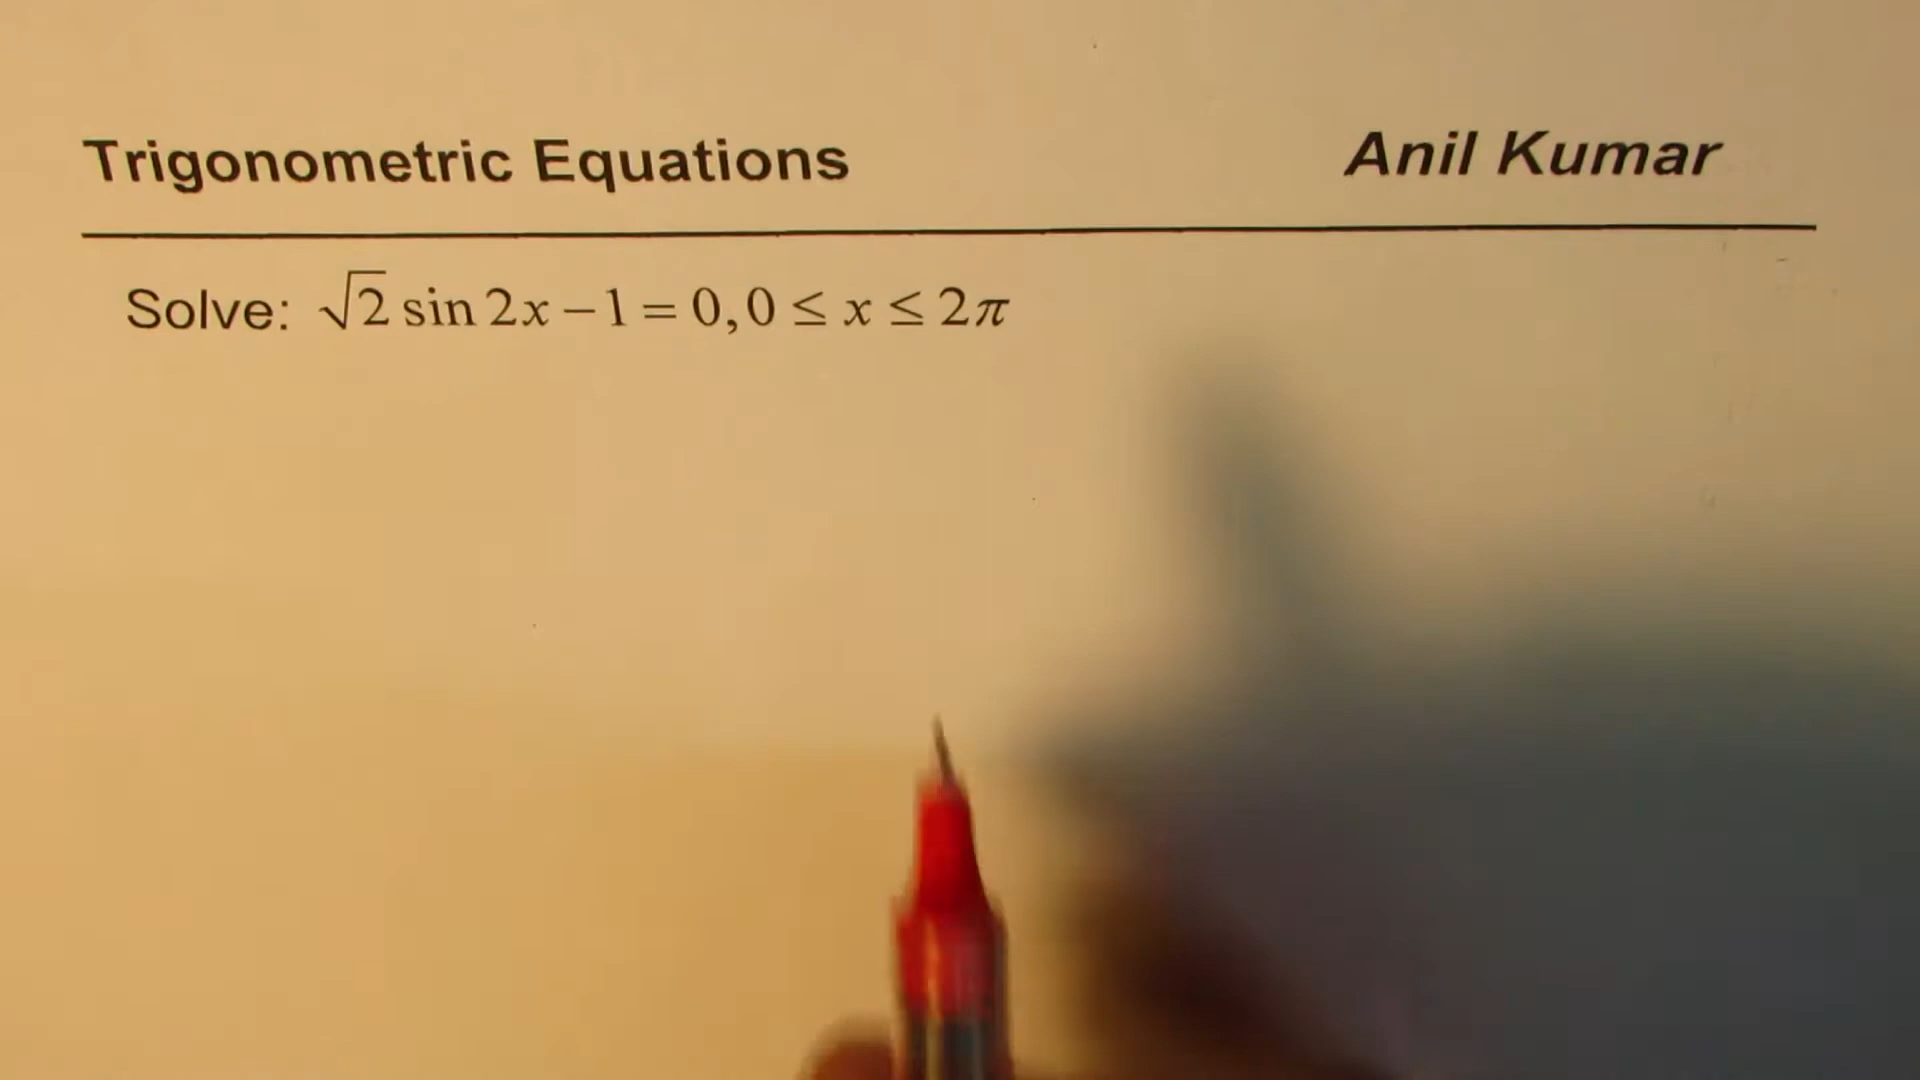 Trigonometric Equations Anil Kumar
Solve: √2 sin 2x − 1 = 0, 0 ≤ x ≤ 2π